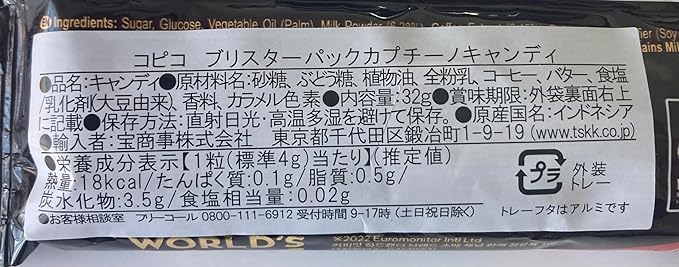 Ingredients: Sugar, Glucose, Vegetable Oil (Palm), Milk Powder
コピコ ブリスターパックカプチーノキャンディ
●品名:キャンディ●原材料名:砂糖、ぶどう糖、植物油、全粉乳、コーヒー、バター、食塩
/乳化剤(大豆由来)、香料、カラメル色素●内容量:32g●賞味期限:外袋裏面右上
に記載●保存方法:直射日光・高温多湿を避けて保存。●原産国名:インドネシア
●輸入者:宝商事株式会社 東京都千代田区鍛冶町1-9-19(www.tskk.co.jp)
●栄養成分表示【1粒(標準4g)当たり】(推定値)
熱量:18kcal/たんぱく質:0.1g/脂質:0.5g/
炭水化物:3.5g/食塩相当量:0.02g
●お客様相談室 フリーコール 0800-111-6912 受付時間 9-17時(土日祝日除く)
プラ
外装
トレー
トレーフタはアルミです
WORLD'S
※2022 Euromonitor Intl Ltd